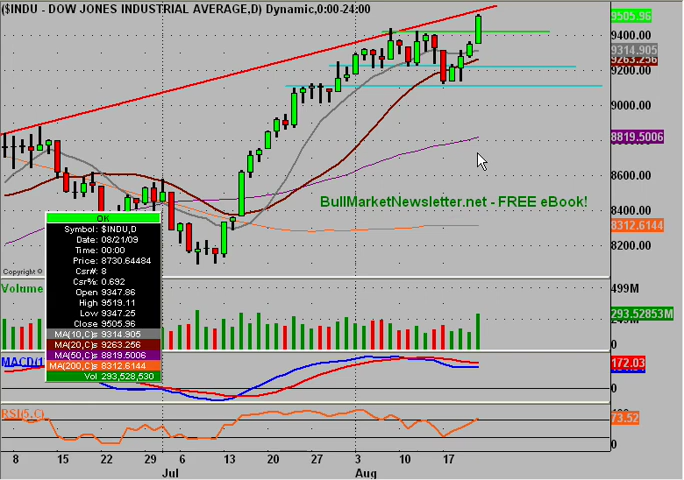 ($INDU - DOW JONES INDUSTRIAL AVERAGE,D) Dynamic,0:00-24:00
9505.96
9400.00
9314.905
9263.256
9200.00
9000.00
8819.5006
8600.00
BullMarketNewsletter.net - FREE eBook!
8400.00
8312.6144
8200.00
OK
Symbol: $INDU,D
Date: 08/21/09
Time: 00:00
Price: 8730.64484
Csr#: 8
Csr%: 0.692
Open 9347.86
High 9519.11
Low 9347.25
Close 9505.96
MA(10,C)s 9314.905
MA(20,C)s 9263.256
MA(50,C)s 8819.5006
MA(200,C)s 8312.6144
Vol 293,528,530
Copyright ©
Volume
499M
293.52853M
0
MACD(1
172.03
0
RSI(5,C)
73.52
0
8 15 22 29 6 13 20 27 3 10 17
Jul Aug